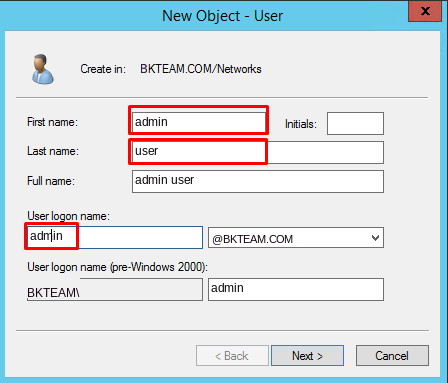 New Object - User
x
Create in: BKTEAM.COM/Networks
First name: admin Initials:
Last name: user
Full name: admin user
User logon name:
admin @BKTEAM.COM
User logon name (pre-Windows 2000):
BKTEAM\ admin
< Back Next > Cancel